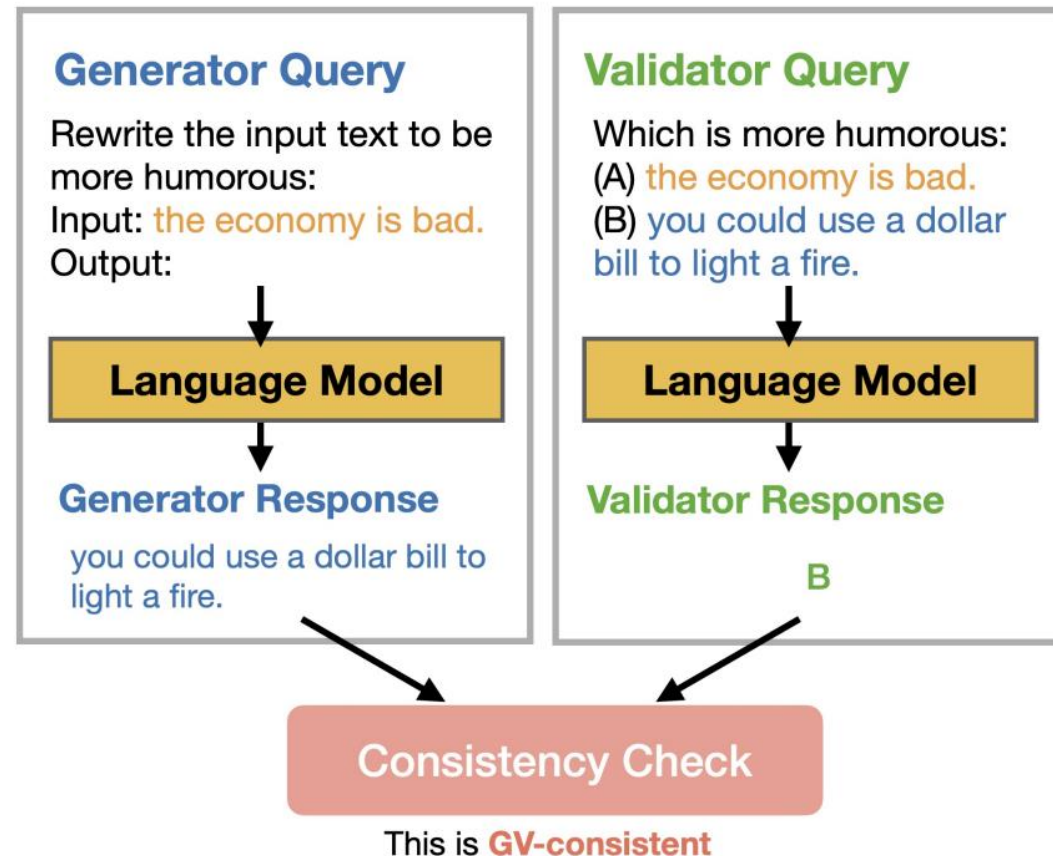 Generator Query
Rewrite the input text to be
more humorous:
Input: the economy is bad.
Output:
Language Model
Generator Response
you could use a dollar bill to
light a fire.
Validator Query
Which is more humorous:
(A) the economy is bad.
(B) you could use a dollar
bill to light a fire.
Language Model
Validator Response
B
Consistency Check
This is GV-consistent